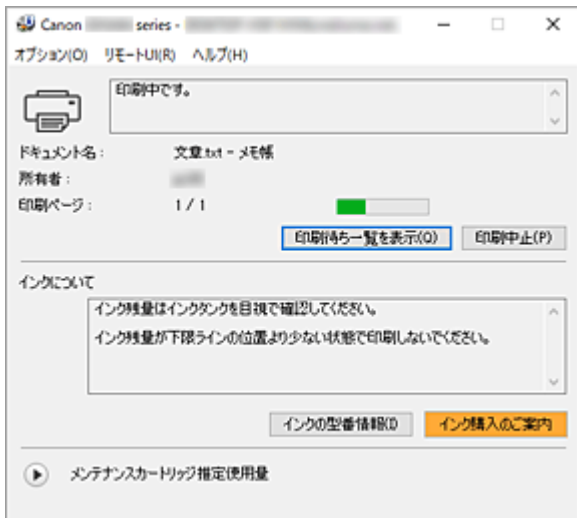 Canon series -
オプション(O) リモートUI(R) ヘルプ(H)
印刷中です。
ドキュメント名 : 文章.txt - メモ帳
所有者 :
印刷ページ : 1 / 1
印刷待ち一覧を表示(Q) 印刷中止(P)
インクについて
インク残量はインクタンクを目視で確認してください。
インク残量が下限ラインの位置より少ない状態で印刷しないでください。
インクの型番情報(I) インク購入のご案内
メンテナンスカートリッジ指定使用量